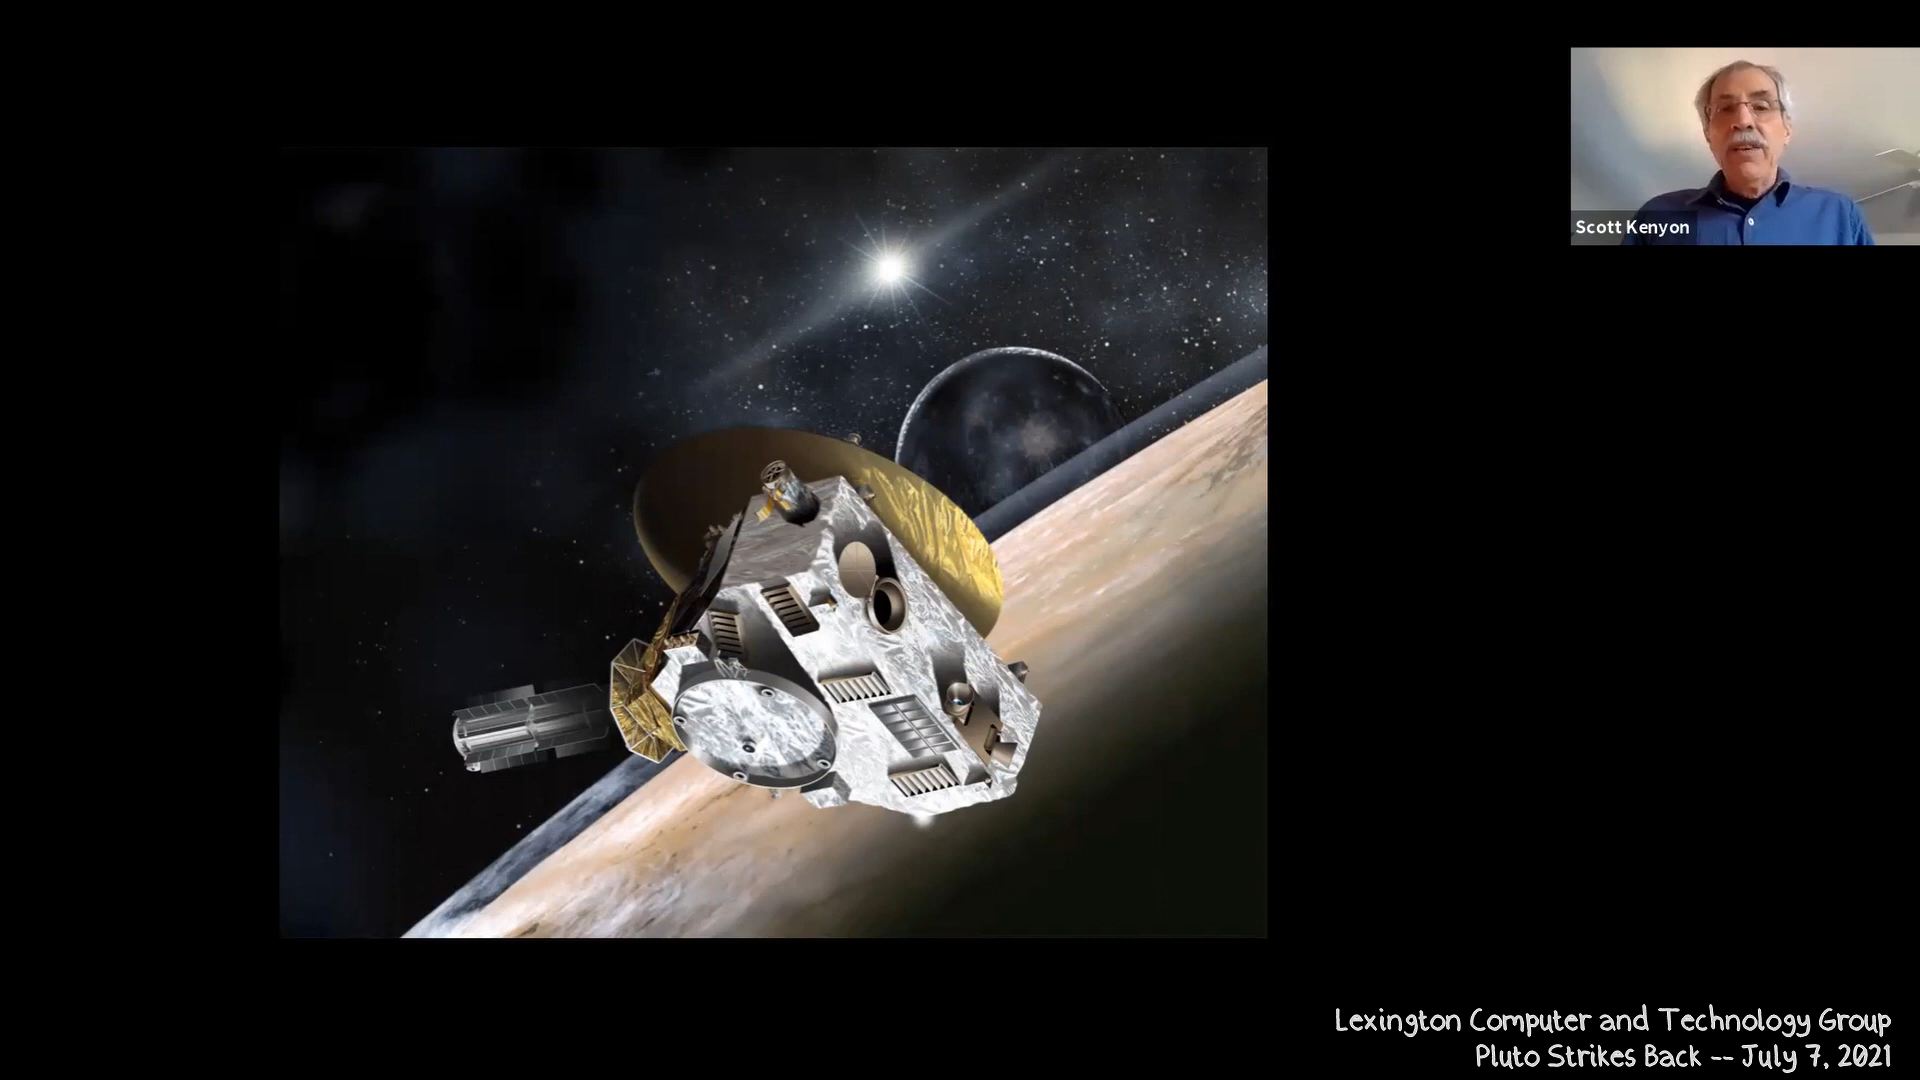 Scott Kenyon
Lexington Computer and Technology Group
Pluto Strikes Back -- July 7, 2021